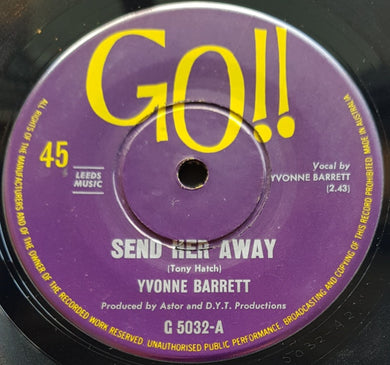 GO!!
45
LEEDS
MUSIC
Vocal by
YVONNE BARRETT
(2.43)
SEND HER AWAY
(Tony Hatch)
YVONNE BARRETT
Produced by Astor and D.Y.T. Productions
G 5032-A
ALL RIGHTS OF THE MANUFACTURERS AND OF THE OWNER OF THE RECORDED WORK RESERVED. UNAUTHORISED PUBLIC PERFORMANCE, BROADCASTING AND COPYING OF THIS RECORD PROHIBITED. MADE IN AUSTRALIA